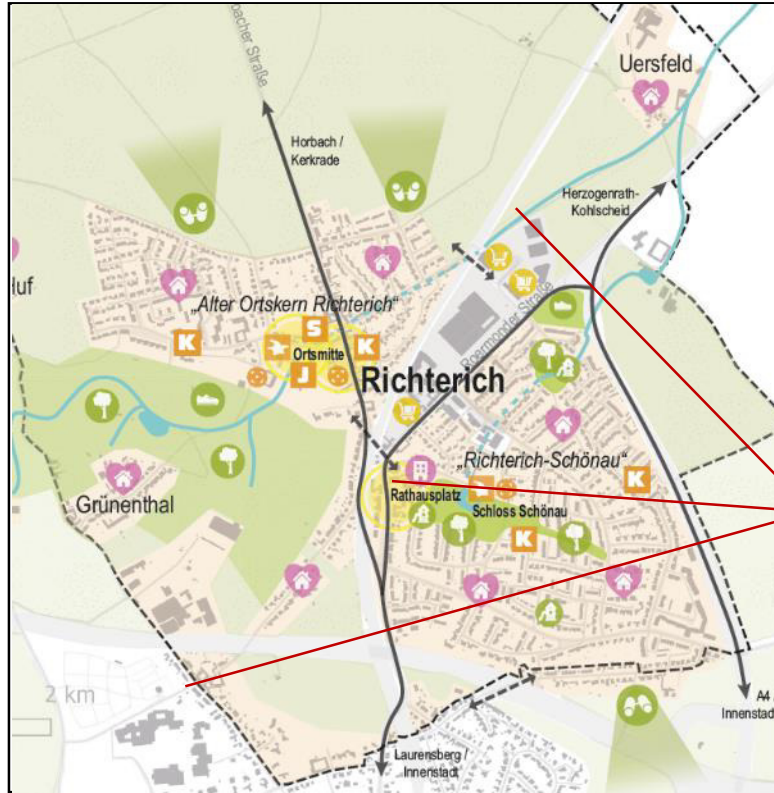 bacher Straße
Uersfeld
Horbach /
Kerkrade
Herzogenrath-
Kohlscheid
Huf
„Alter Ortskern Richterich“
Roermonder Straße
S
K
K
Ortsmitte
J
Richterich
„Richterich-Schönau“
Grünenthal
Rathausplatz
K
Schloss Schönau
K
2 km
A4 /
Innenstadt
Laurensberg /
Innenstadt